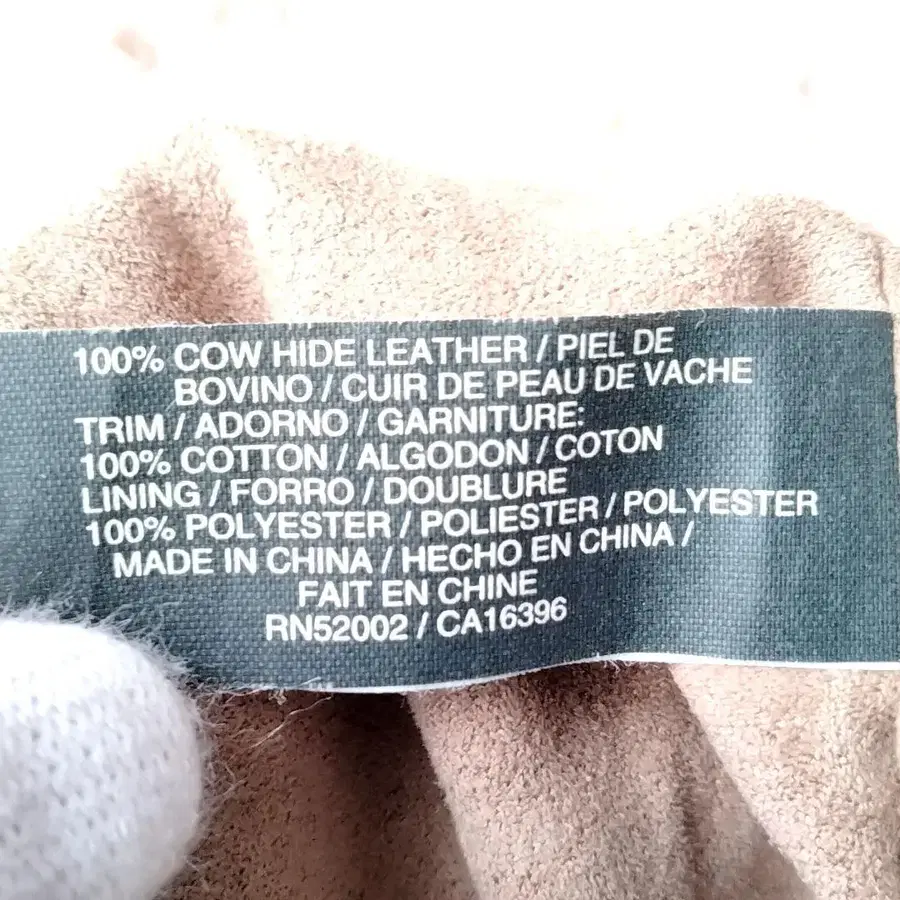 100% COW HIDE LEATHER / PIEL DE
BOVINO / CUIR DE PEAU DE VACHE
TRIM / ADORNO / GARNITURE:
100% COTTON / ALGODON / COTON
LINING / FORRO / DOUBLURE
100% POLYESTER / POLIESTER / POLYESTER
MADE IN CHINA / HECHO EN CHINA /
FAIT EN CHINE
RN52002 / CA16396